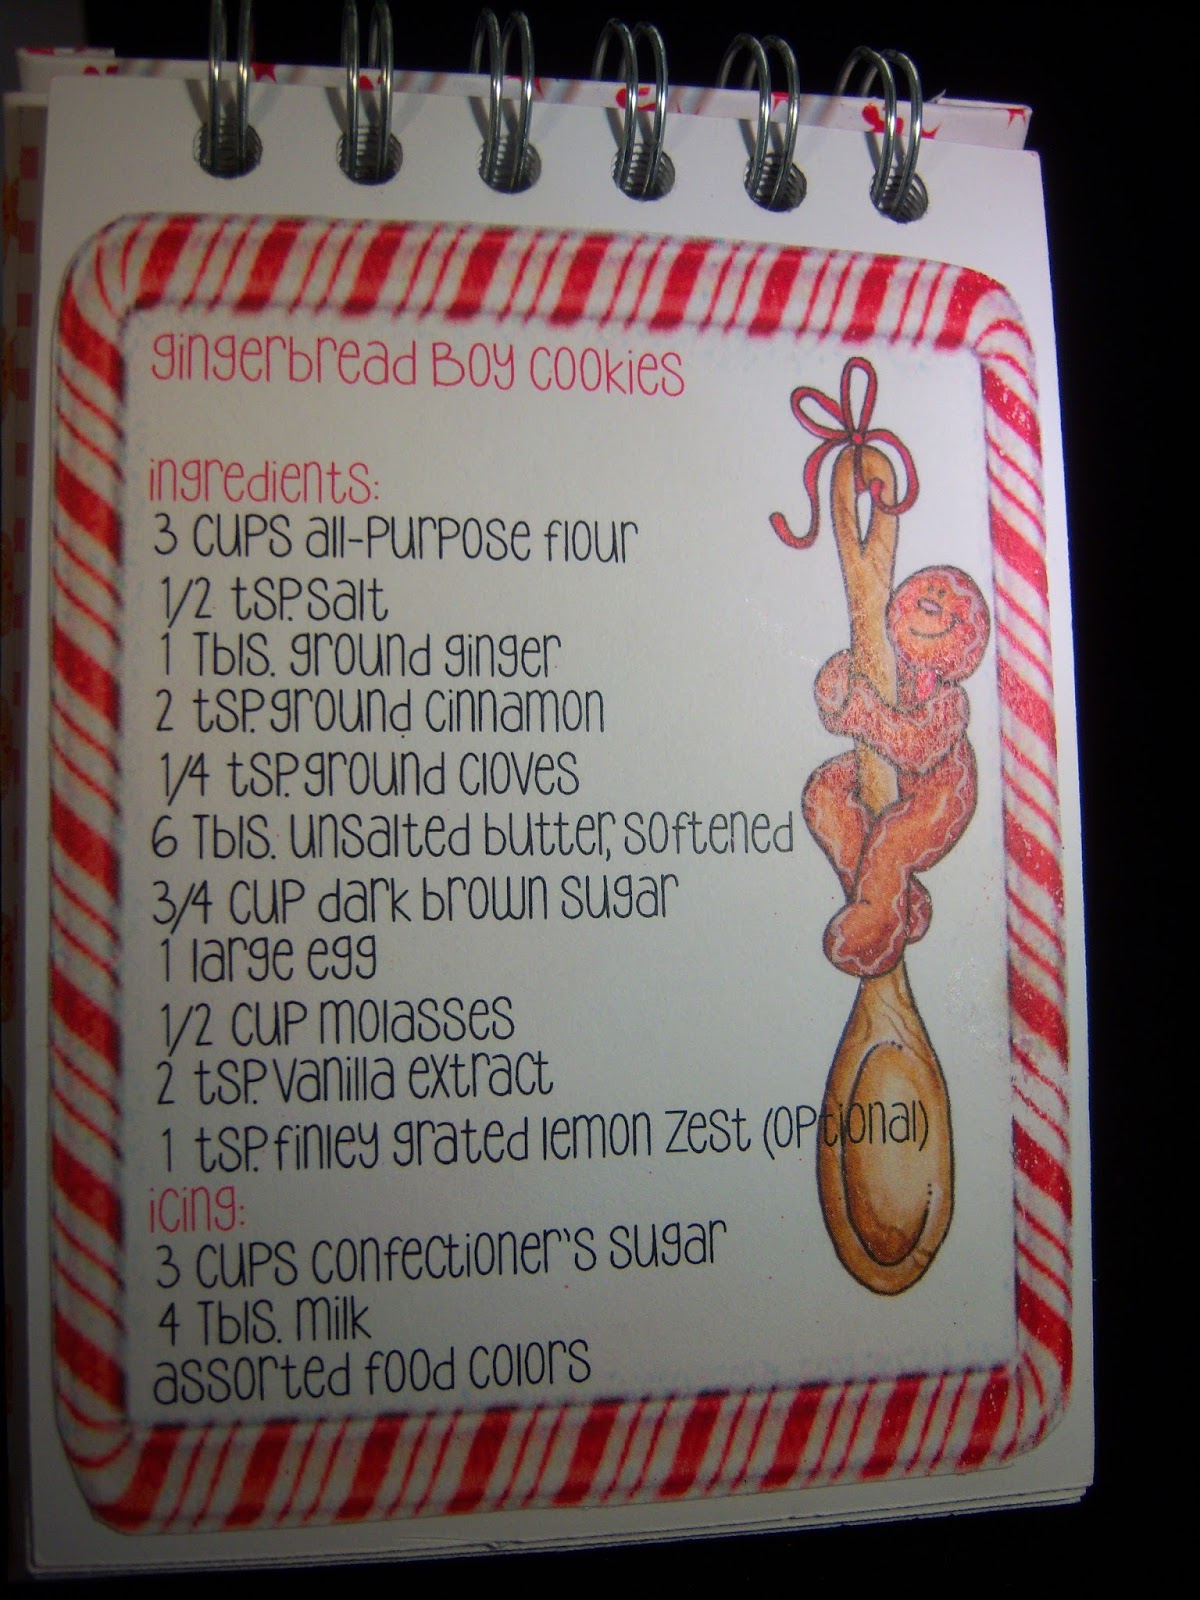 gingerbread Boy cookies
ingredients:
3 cups all-purpose flour
1/2 tsp. salt
1 Tbls. ground ginger
2 tsp. ground cinnamon
1/4 tsp. ground cloves
6 Tbls. unsalted butter, softened
3/4 cup dark brown sugar
1 large egg
1/2 cup molasses
2 tsp. vanilla extract
1 tsp. finley grated lemon zest (optional)
icing:
3 cups confectioner's sugar
4 Tbls. milk
assorted food colors